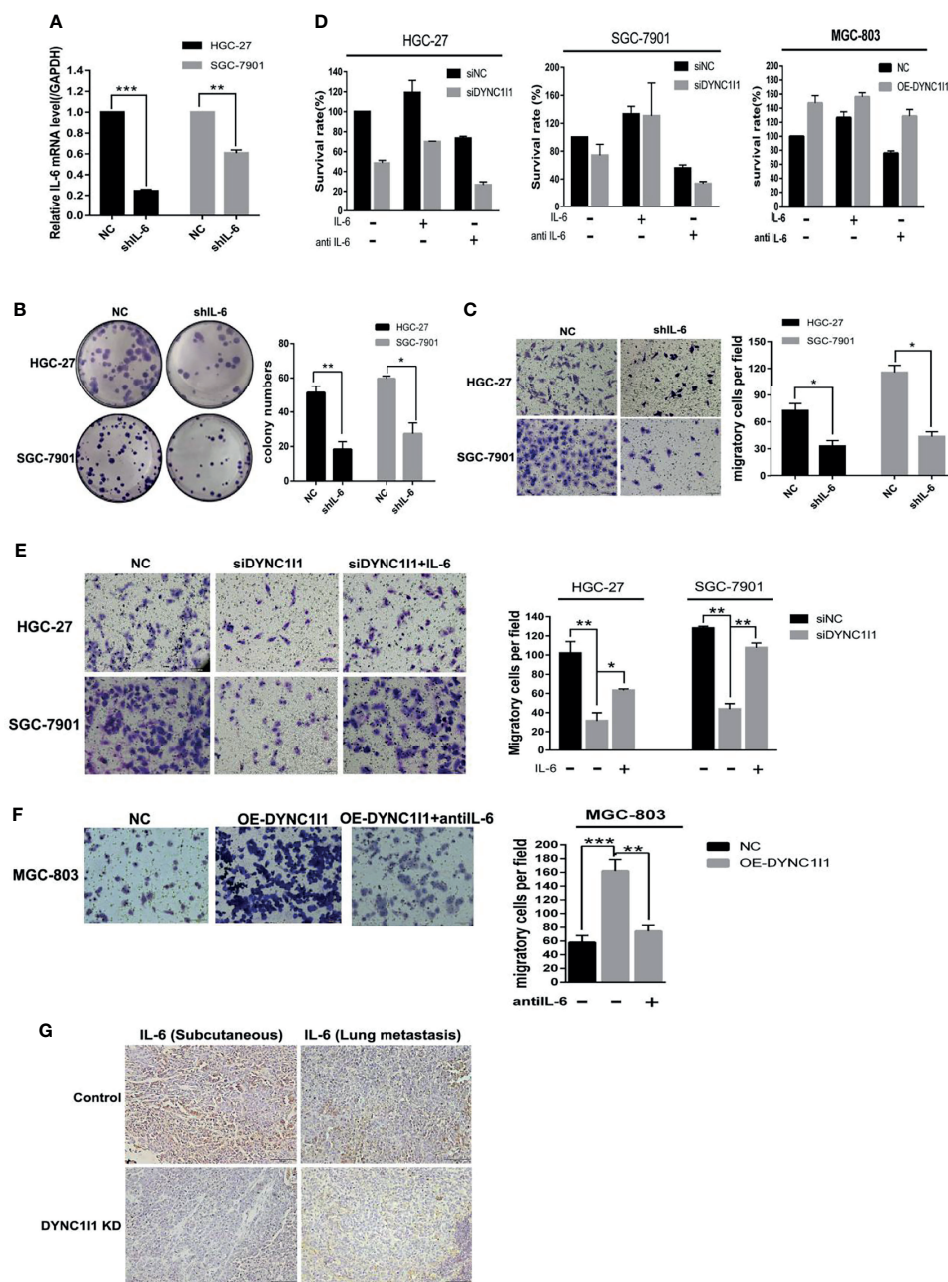 A
HGC-27
SGC-7901
Relative IL-6 mRNA level(/GAPDH)
1.4
1.2
1.0
0.8
0.6
0.4
0.2
0.0
***
**
NC
shIL-6
NC
shIL-6
D
HGC-27
siNC
siDYNC1I1
Survival rate(%)
140
120
100
80
60
40
20
0
IL-6
anti IL-6
- + -
- - +
SGC-7901
siNC
siDYNC1I1
Survival rate (%)
200
160
120
80
40
0
IL-6
anti IL-6
- + -
- - +
MGC-803
NC
OE-DYNC1I1
survival rate(%)
200
180
160
140
120
100
80
60
40
20
0
IL-6
anti IL-6
- + -
- - +
B
NC
shIL-6
HGC-27
SGC-7901
HGC-27
SGC-7901
colony numbers
80
60
40
20
0
**
*
NC
shIL-6
NC
shIL-6
C
NC
shIL-6
HGC-27
SGC-7901
HGC-27
SGC-7901
migratory cells per field
150
120
90
60
30
0
*
*
NC
shIL-6
NC
shIL-6
E
NC
siDYNC1I1
siDYNC1I1+IL-6
HGC-27
SGC-7901
HGC-27
SGC-7901
siNC
siDYNC1I1
Migratory cells per field
140
120
100
80
60
40
20
0
** *
** **
IL-6 - - + - - +
F
NC
OE-DYNC1I1
OE-DYNC1I1+antiIL-6
MGC-803
MGC-803
NC
OE-DYNC1I1
migratory cells per field
200
180
160
140
120
100
80
60
40
20
0
*** **
antiIL-6 - - +
G
IL-6 (Subcutaneous)
IL-6 (Lung metastasis)
Control
DYNC1I1 KD